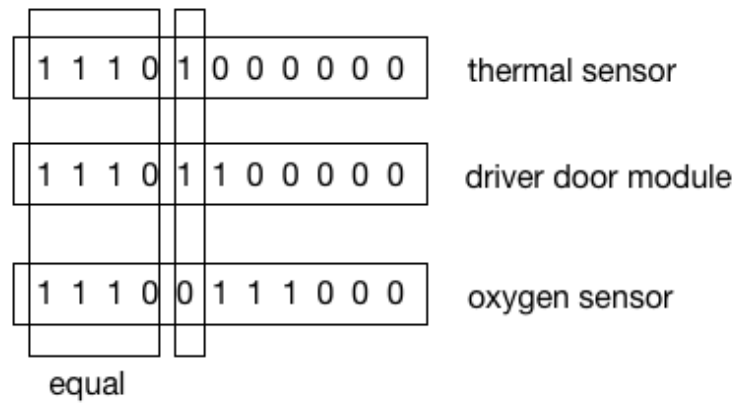 1 1 1 0 1 0 0 0 0 0 0 thermal sensor
1 1 1 0 1 1 0 0 0 0 0 driver door module
1 1 1 0 0 1 1 1 0 0 0 oxygen sensor
equal